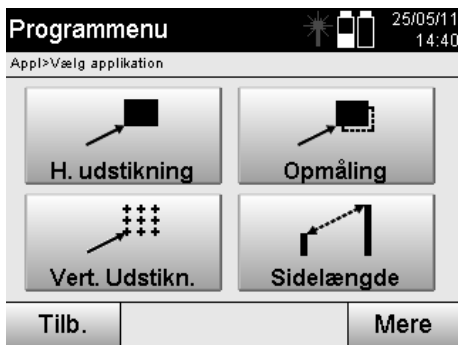 Programmenu
25/05/11
14:40
Appl>Vælg applikation
H. udstikning
Opmåling
Vert. Udstikn.
Sidelængde
Tilb.
Mere